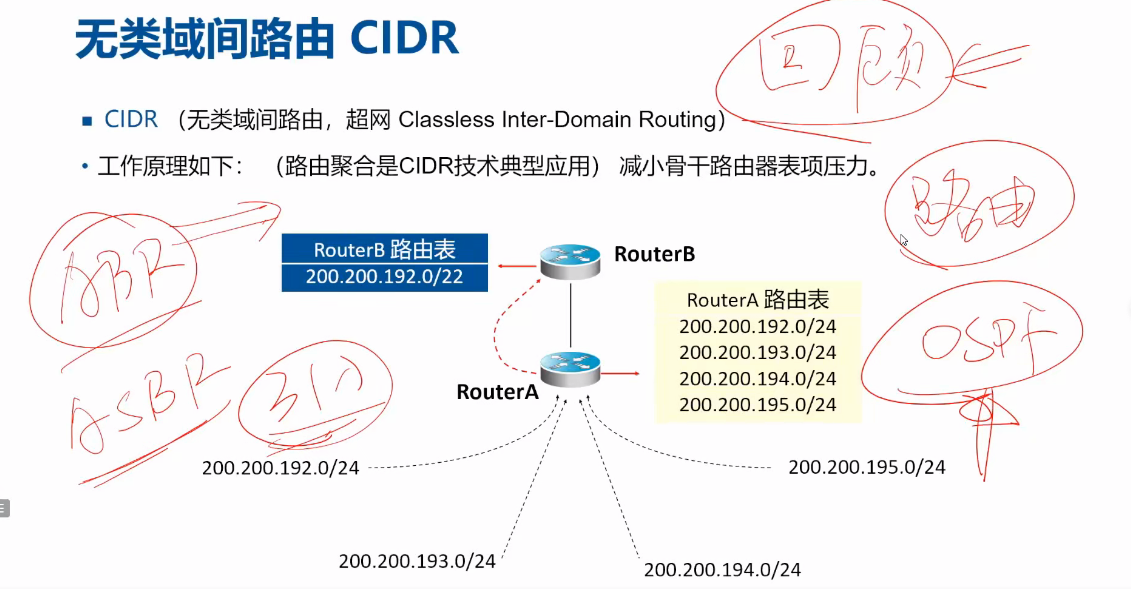 无类域间路由 CIDR
回顾
■ CIDR （无类域间路由，超网 Classless Inter-Domain Routing）
• 工作原理如下： （路由聚合是CIDR技术典型应用） 减小骨干路由器表项压力。
路由
ABR
RouterB 路由表
200.200.192.0/22
RouterB
RouterA 路由表
200.200.192.0/24
200.200.193.0/24
200.200.194.0/24
200.200.195.0/24
OSPF
RouterA
ASBR
引入
200.200.192.0/24
200.200.195.0/24
200.200.193.0/24
200.200.194.0/24